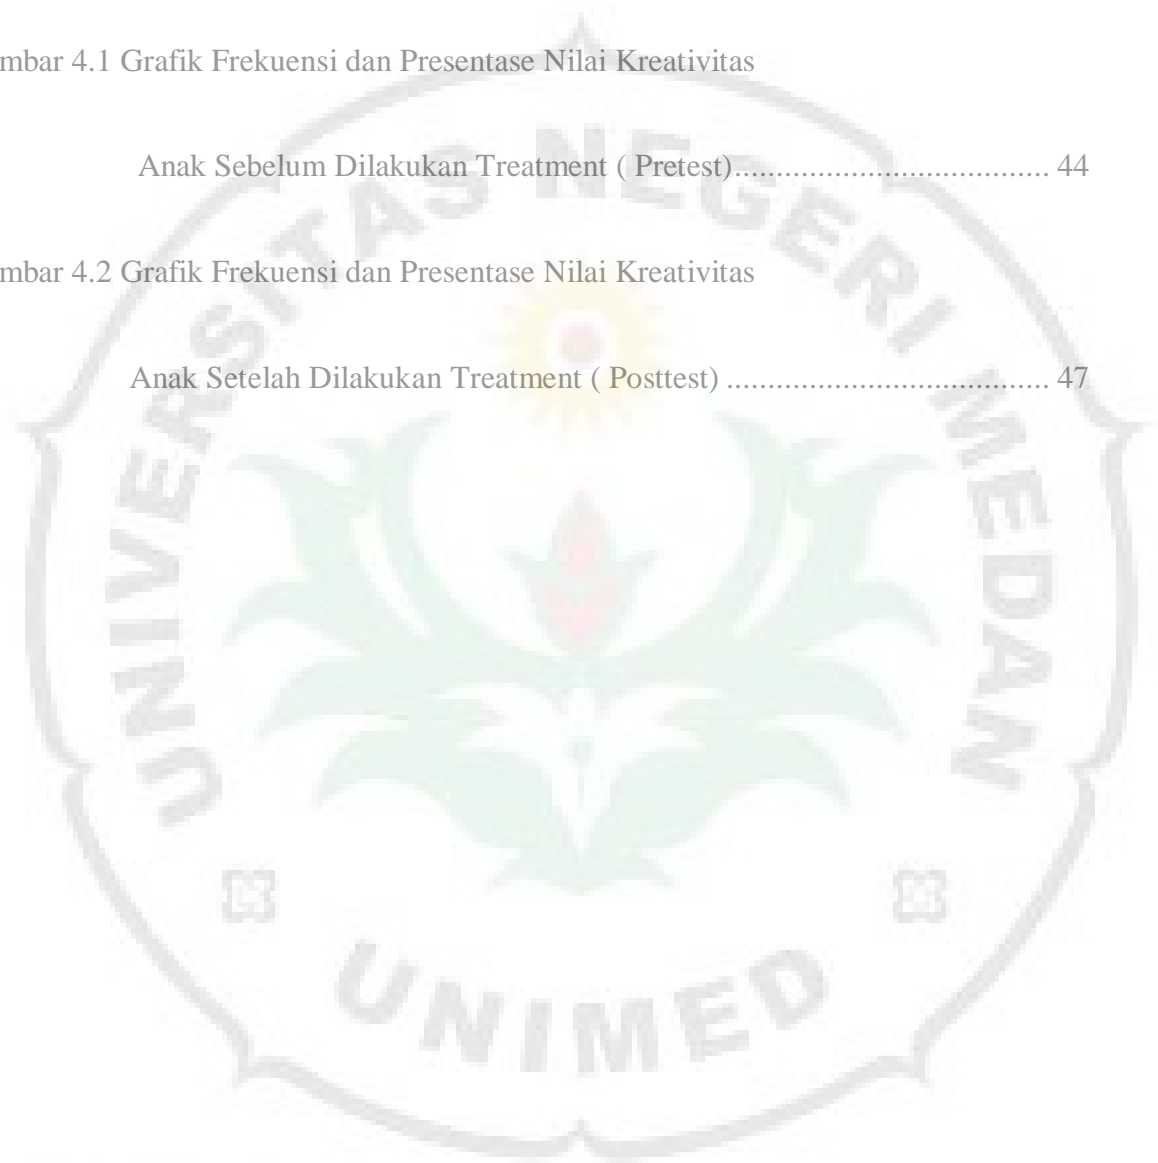 mbar 4.1 Grafik Frekuensi dan Presentase Nilai Kreativitas
Anak Sebelum Dilakukan Treatment ( Pretest)................................... 44
mbar 4.2 Grafik Frekuensi dan Presentase Nilai Kreativitas
Anak Setelah Dilakukan Treatment ( Posttest) .................................... 47
UNIVERSITAS NEGERI MEDAN
UNIMED